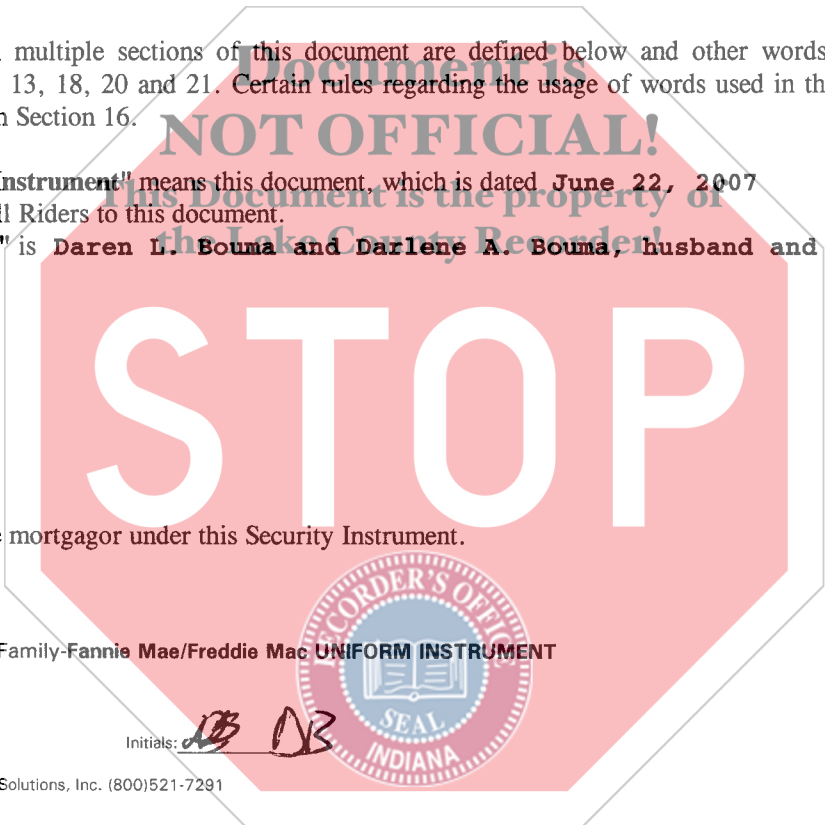 multiple sections of this document are defined below and other words
Document is
13, 18, 20 and 21. Certain rules regarding the usage of words used in th
n Section 16.
NOT OFFICIAL!
Instrument" means this document, which is dated June 22, 2007
This Document is the property of
ll Riders to this document.
the Lake County Recorder!
" is Daren L. Bouma and Darlene A. Bouma, husband and
STOP
e mortgagor under this Security Instrument.
RECORDER'S OFFICE
Family-Fannie Mae/Freddie Mac UNIFORM INSTRUMENT
SEAL
INDIANA
Initials: DB DB
Solutions, Inc. (800)521-7291